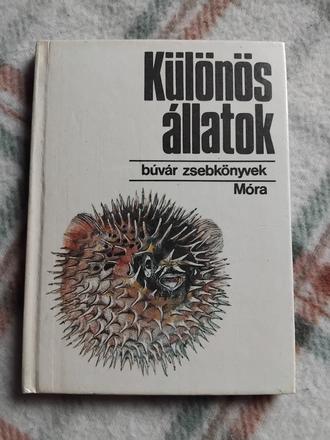 Különös
állatok
búvár zsebkönyvek
Móra